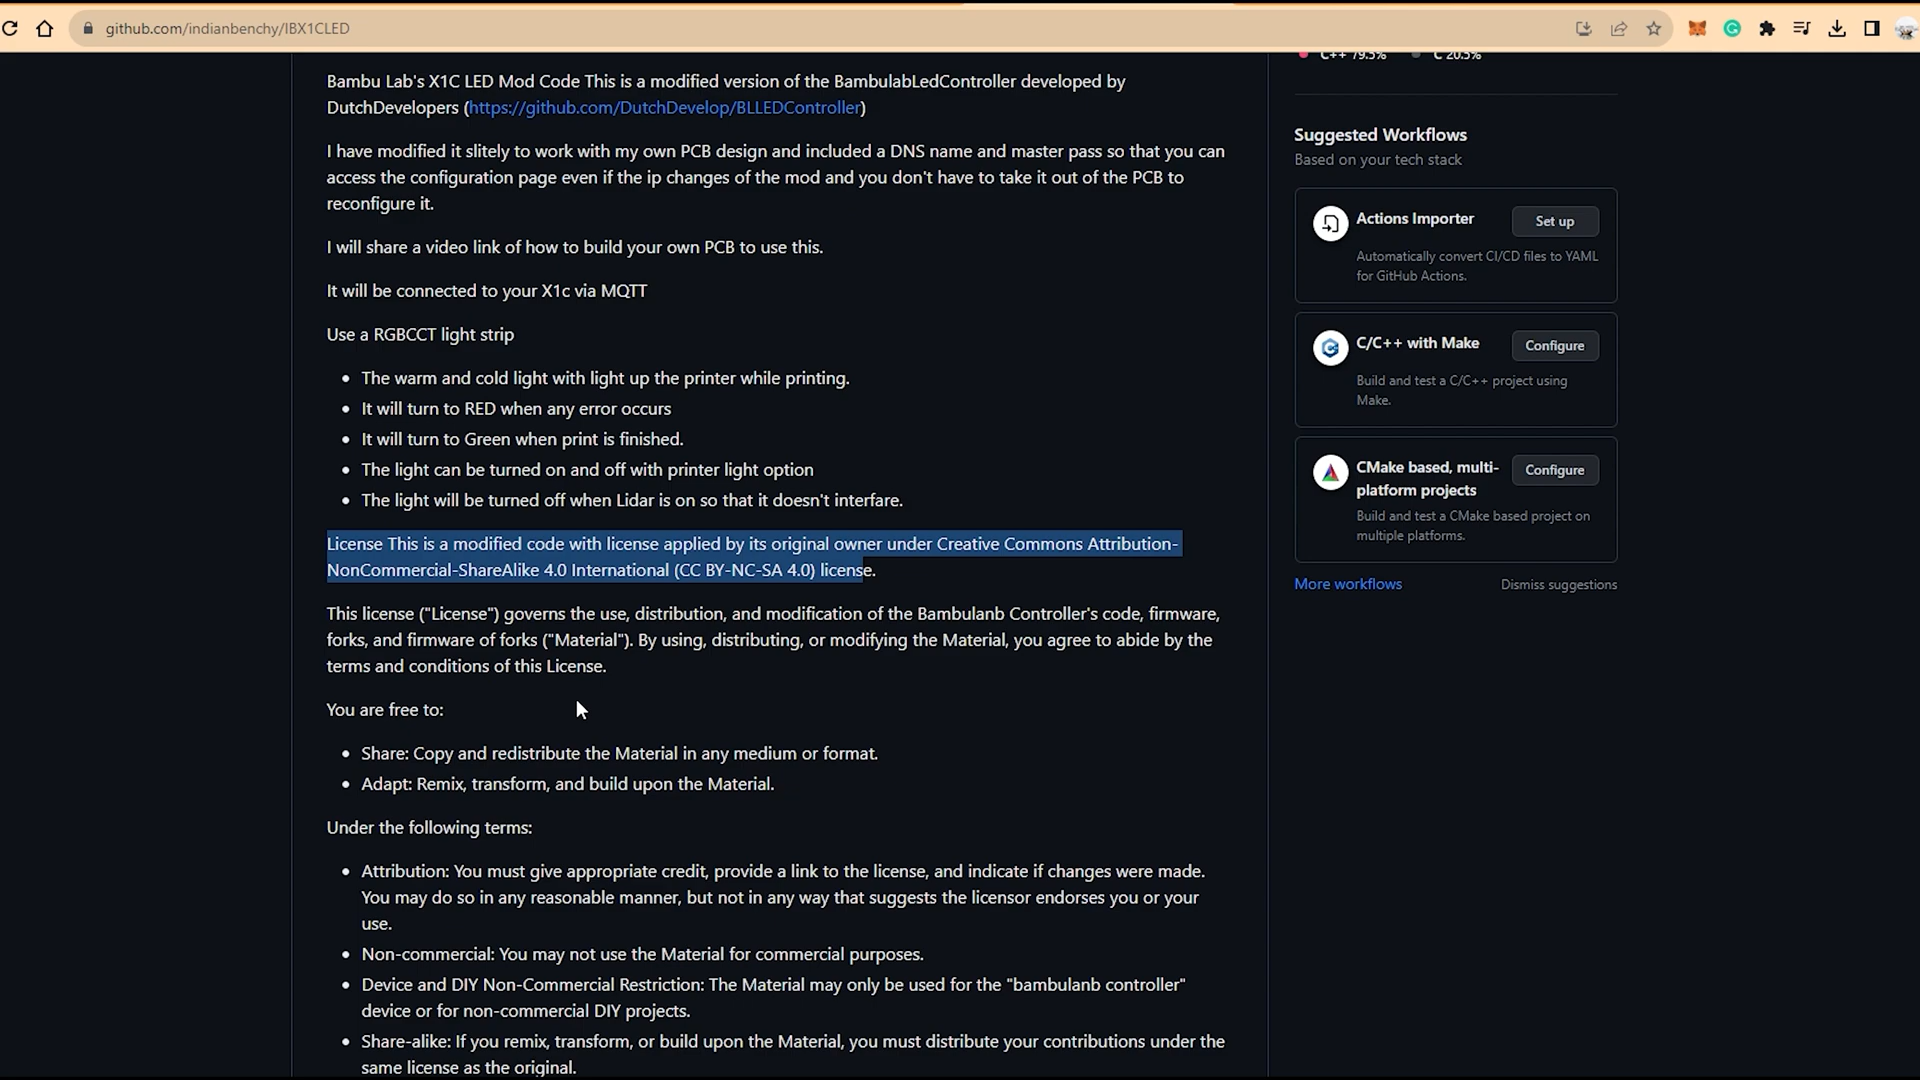 github.com/indianbenchy/IBX1CLED
C++ 79.5% C 20.5%
Bambu Lab's X1C LED Mod Code This is a modified version of the BambulabLedController developed by
DutchDevelopers (https://github.com/DutchDevelop/BLLEDController)
I have modified it slitely to work with my own PCB design and included a DNS name and master pass so that you can
access the configuration page even if the ip changes of the mod and you don't have to take it out of the PCB to
reconfigure it.
I will share a video link of how to build your own PCB to use this.
It will be connected to your X1c via MQTT
Use a RGBCCT light strip
The warm and cold light with light up the printer while printing.
It will turn to RED when any error occurs
It will turn to Green when print is finished.
The light can be turned on and off with printer light option
The light will be turned off when Lidar is on so that it doesn't interfare.
License This is a modified code with license applied by its original owner under Creative Commons Attribution-
NonCommercial-ShareAlike 4.0 International (CC BY-NC-SA 4.0) license.
This license ("License") governs the use, distribution, and modification of the Bambulanb Controller's code, firmware,
forks, and firmware of forks ("Material"). By using, distributing, or modifying the Material, you agree to abide by the
terms and conditions of this License.
You are free to:
Share: Copy and redistribute the Material in any medium or format.
Adapt: Remix, transform, and build upon the Material.
Under the following terms:
Attribution: You must give appropriate credit, provide a link to the license, and indicate if changes were made.
You may do so in any reasonable manner, but not in any way that suggests the licensor endorses you or your
use.
Non-commercial: You may not use the Material for commercial purposes.
Device and DIY Non-Commercial Restriction: The Material may only be used for the "bambulanb controller"
device or for non-commercial DIY projects.
Share-alike: If you remix, transform, or build upon the Material, you must distribute your contributions under the
same license as the original.
Suggested Workflows
Based on your tech stack
Actions Importer
Set up
Automatically convert CI/CD files to YAML
for GitHub Actions.
C/C++ with Make
Configure
Build and test a C/C++ project using
Make.
CMake based, multi-
platform projects
Configure
Build and test a CMake based project on
multiple platforms.
More workflows
Dismiss suggestions